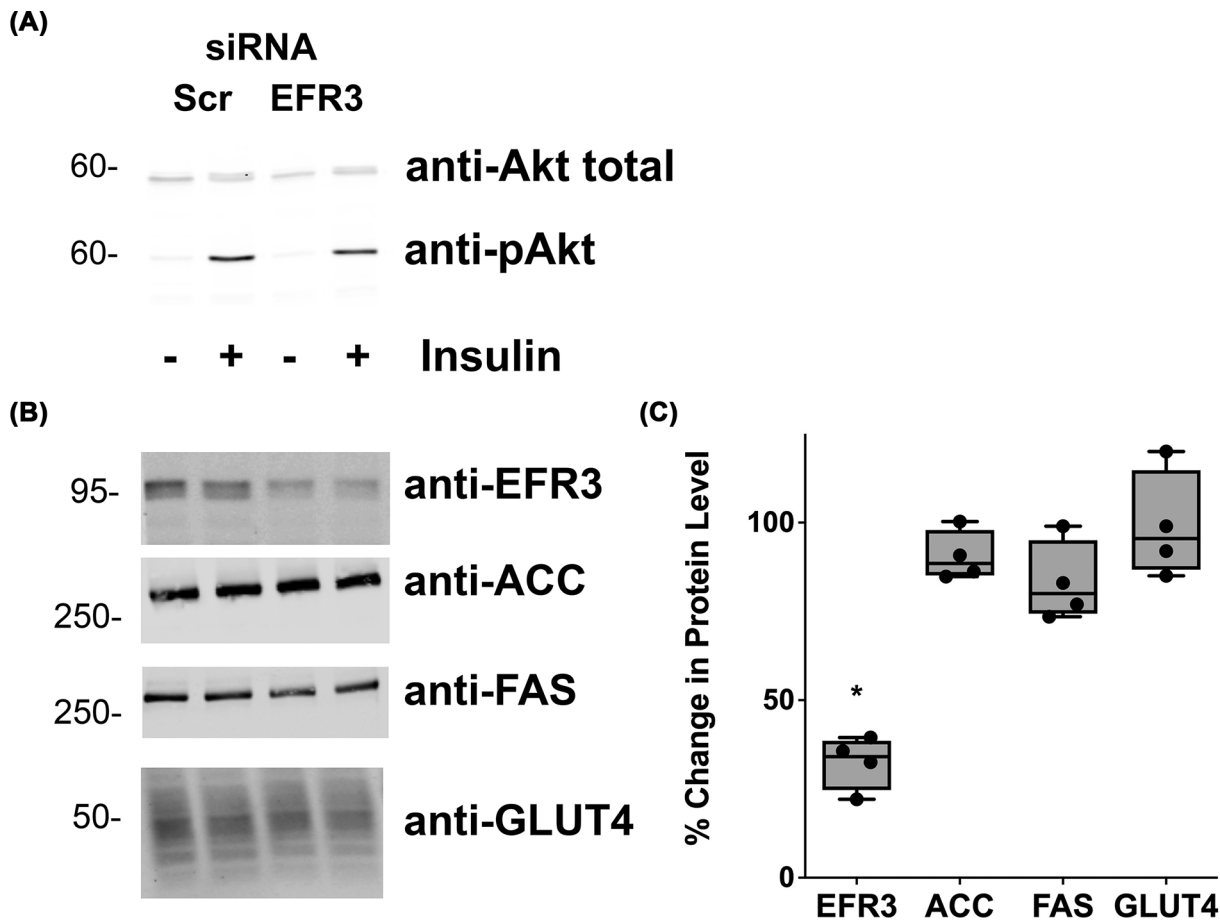 (A)
siRNA
Scr EFR3
60- anti-Akt total
60- anti-pAkt
- + - + Insulin
(B)
95- anti-EFR3
anti-ACC
250-
anti-FAS
250-
50- anti-GLUT4
(C)
% Change in Protein Level
100
50
0
*
EFR3 ACC FAS GLUT4